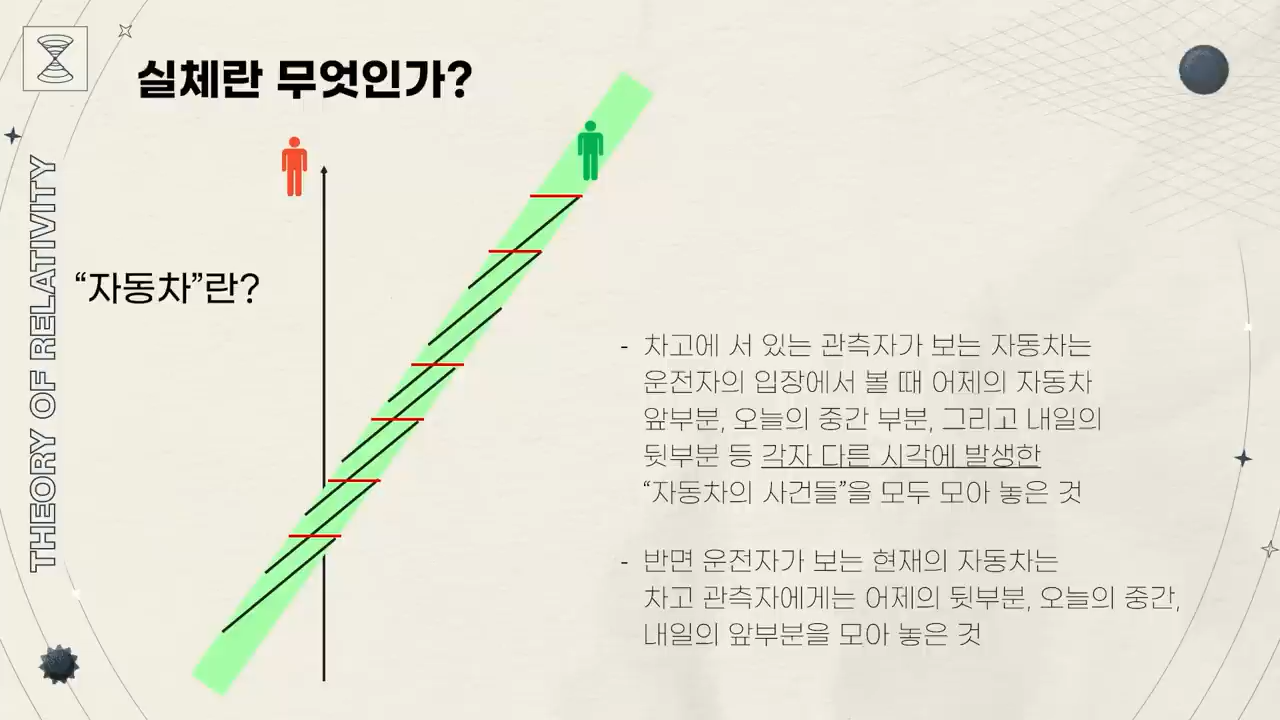 실체란 무엇인가?
THEORY OF RELATIVITY
“자동차”란?
- 차고에 서 있는 관측자가 보는 자동차는
운전자의 입장에서 볼 때 어제의 자동차
앞부분, 오늘의 중간 부분, 그리고 내일의
뒷부분 등 각자 다른 시각에 발생한
“자동차의 사건들”을 모두 모아 놓은 것
- 반면 운전자가 보는 현재의 자동차는
차고 관측자에게는 어제의 뒷부분, 오늘의 중간,
내일의 앞부분을 모아 놓은 것